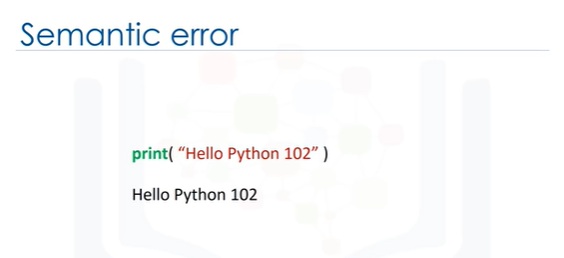 Semantic error
print( “Hello Python 102” )
Hello Python 102